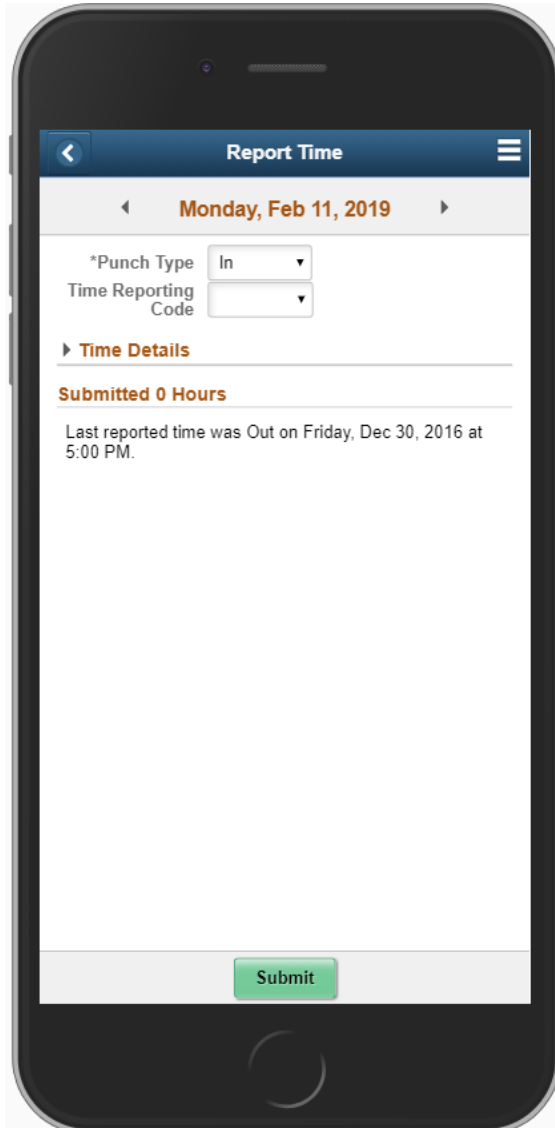 Report Time
Monday, Feb 11, 2019
*Punch Type In
Time Reporting
Code
Time Details
Submitted 0 Hours
Last reported time was Out on Friday, Dec 30, 2016 at
5:00 PM.
Submit